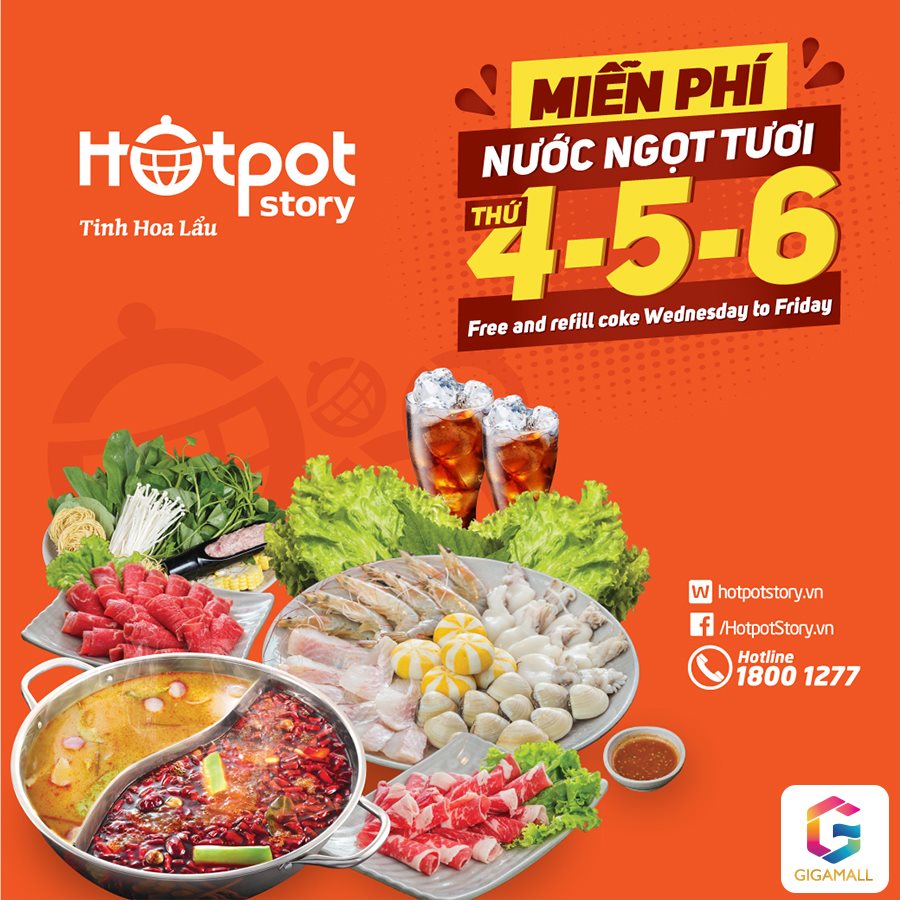 Hotpot
story
Tinh Hoa Lẩu
MIỄN PHÍ
NƯỚC NGỌT TƯƠI
THỨ
4-5-6
Free and refill coke Wednesday to Friday
W hotpotstory.vn
f /HotpotStory.vn
Hotline
1800 1277
G
GIGAMALL